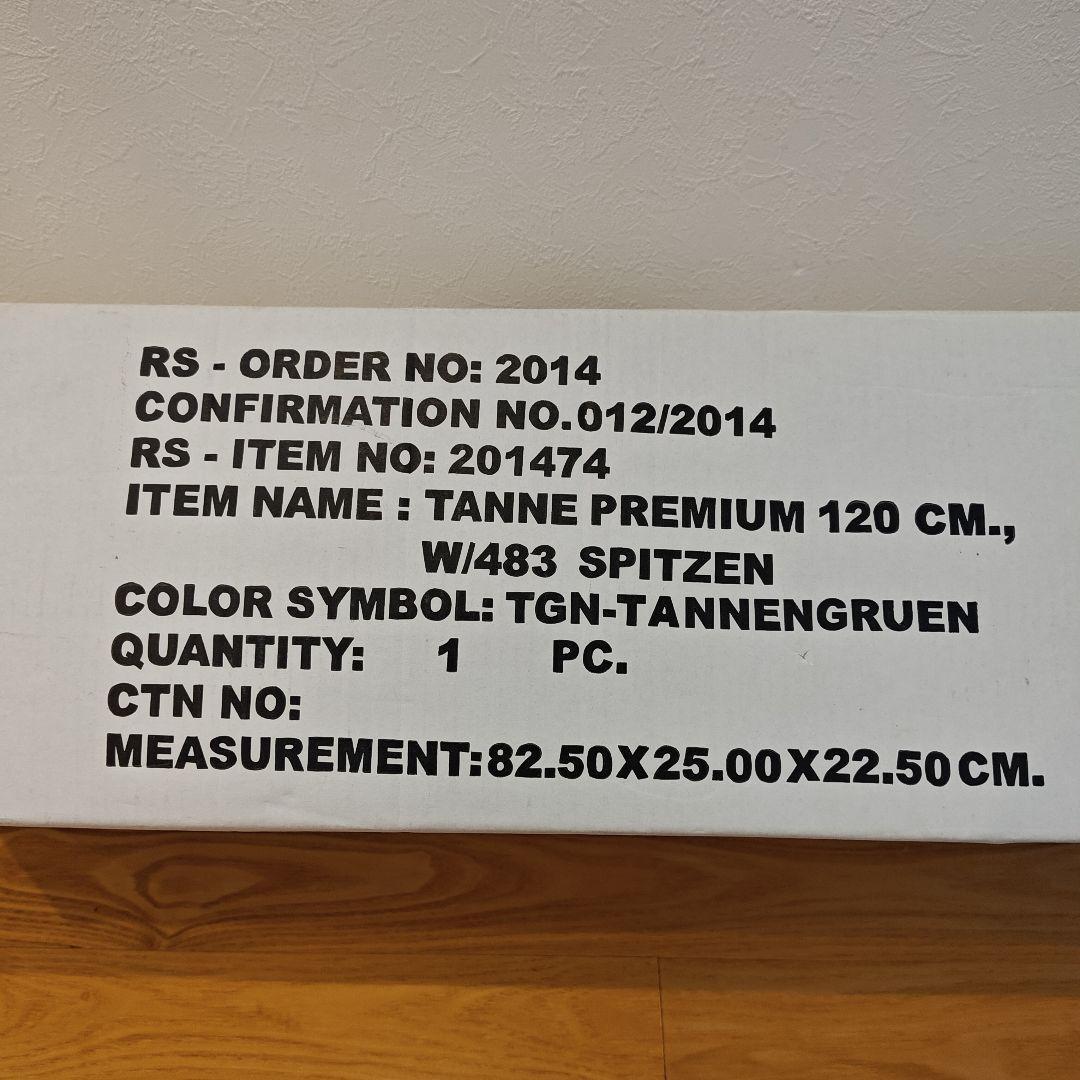 RS - ORDER NO: 2014
CONFIRMATION NO.012/2014
RS - ITEM NO: 201474
ITEM NAME : TANNE PREMIUM 120 CM.,
W/483 SPITZEN
COLOR SYMBOL: TGN-TANNENGRUEN
QUANTITY: 1 PC.
CTN NO:
MEASUREMENT:82.50X25.00X22.50CM.